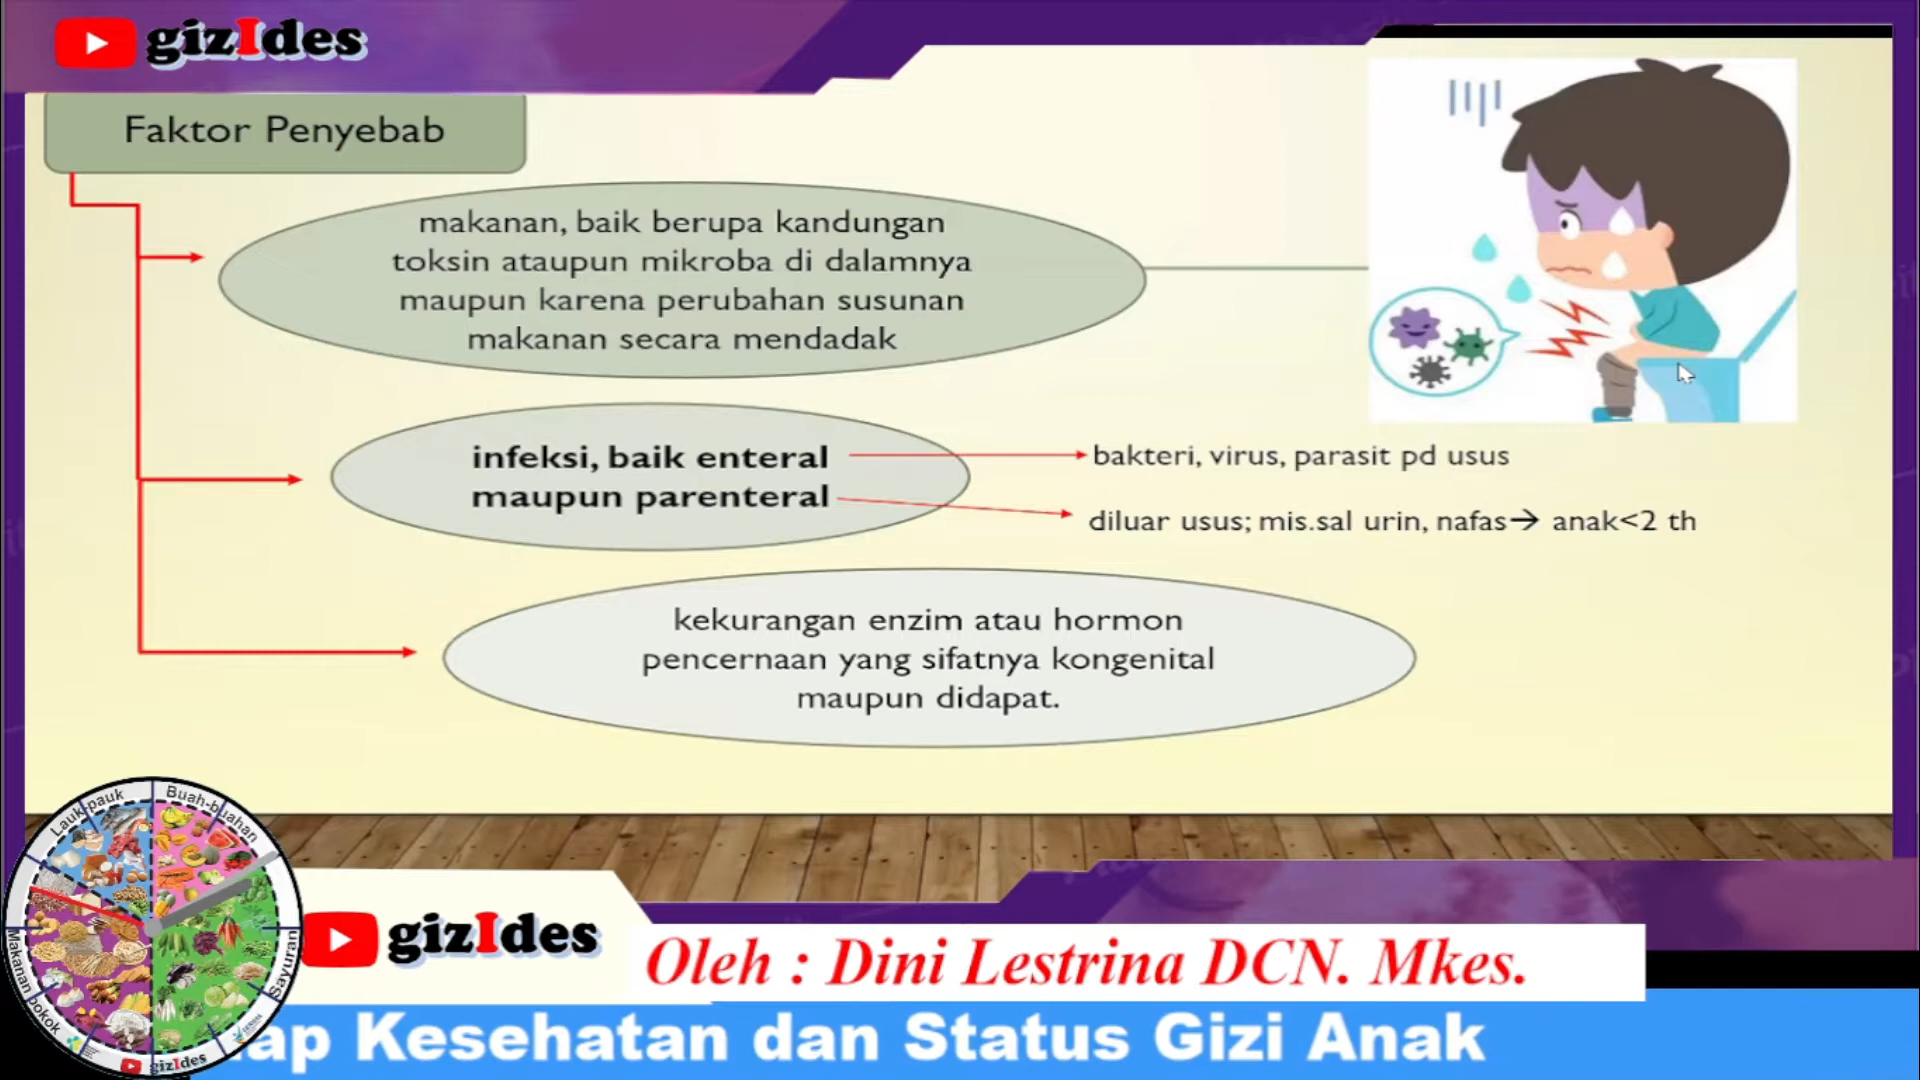 gizIdes
Faktor Penyebab
makanan, baik berupa kandungan
toksin ataupun mikroba di dalamnya
maupun karena perubahan susunan
makanan secara mendadak
infeksi, baik enteral
maupun parenteral
bakteri, virus, parasit pd usus
diluar usus; mis.sal urin, nafas→ anak<2 th
kekurangan enzim atau hormon
pencernaan yang sifatnya kongenital
maupun didapat.
Lauk-pauk
Buah-buahan
Makanan pokok
Sayuran
gizIdes
gizIdes
Oleh : Dini Lestrina DCN. Mkes.
ap Kesehatan dan Status Gizi Anak